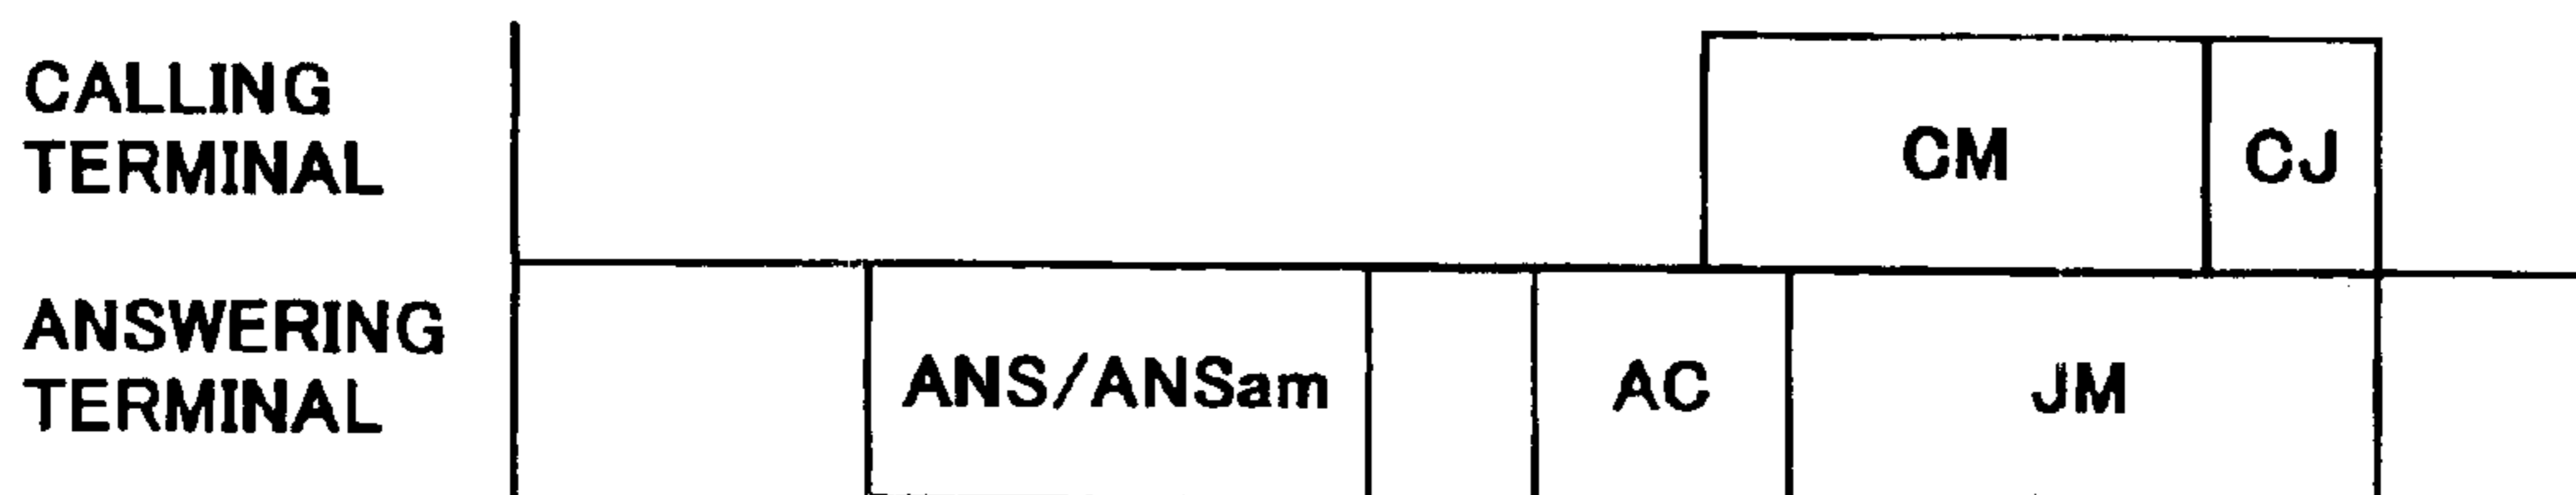 CALLING
TERMINAL
CM
CJ
ANSWERING
TERMINAL
ANS/ANSam
AC
JM